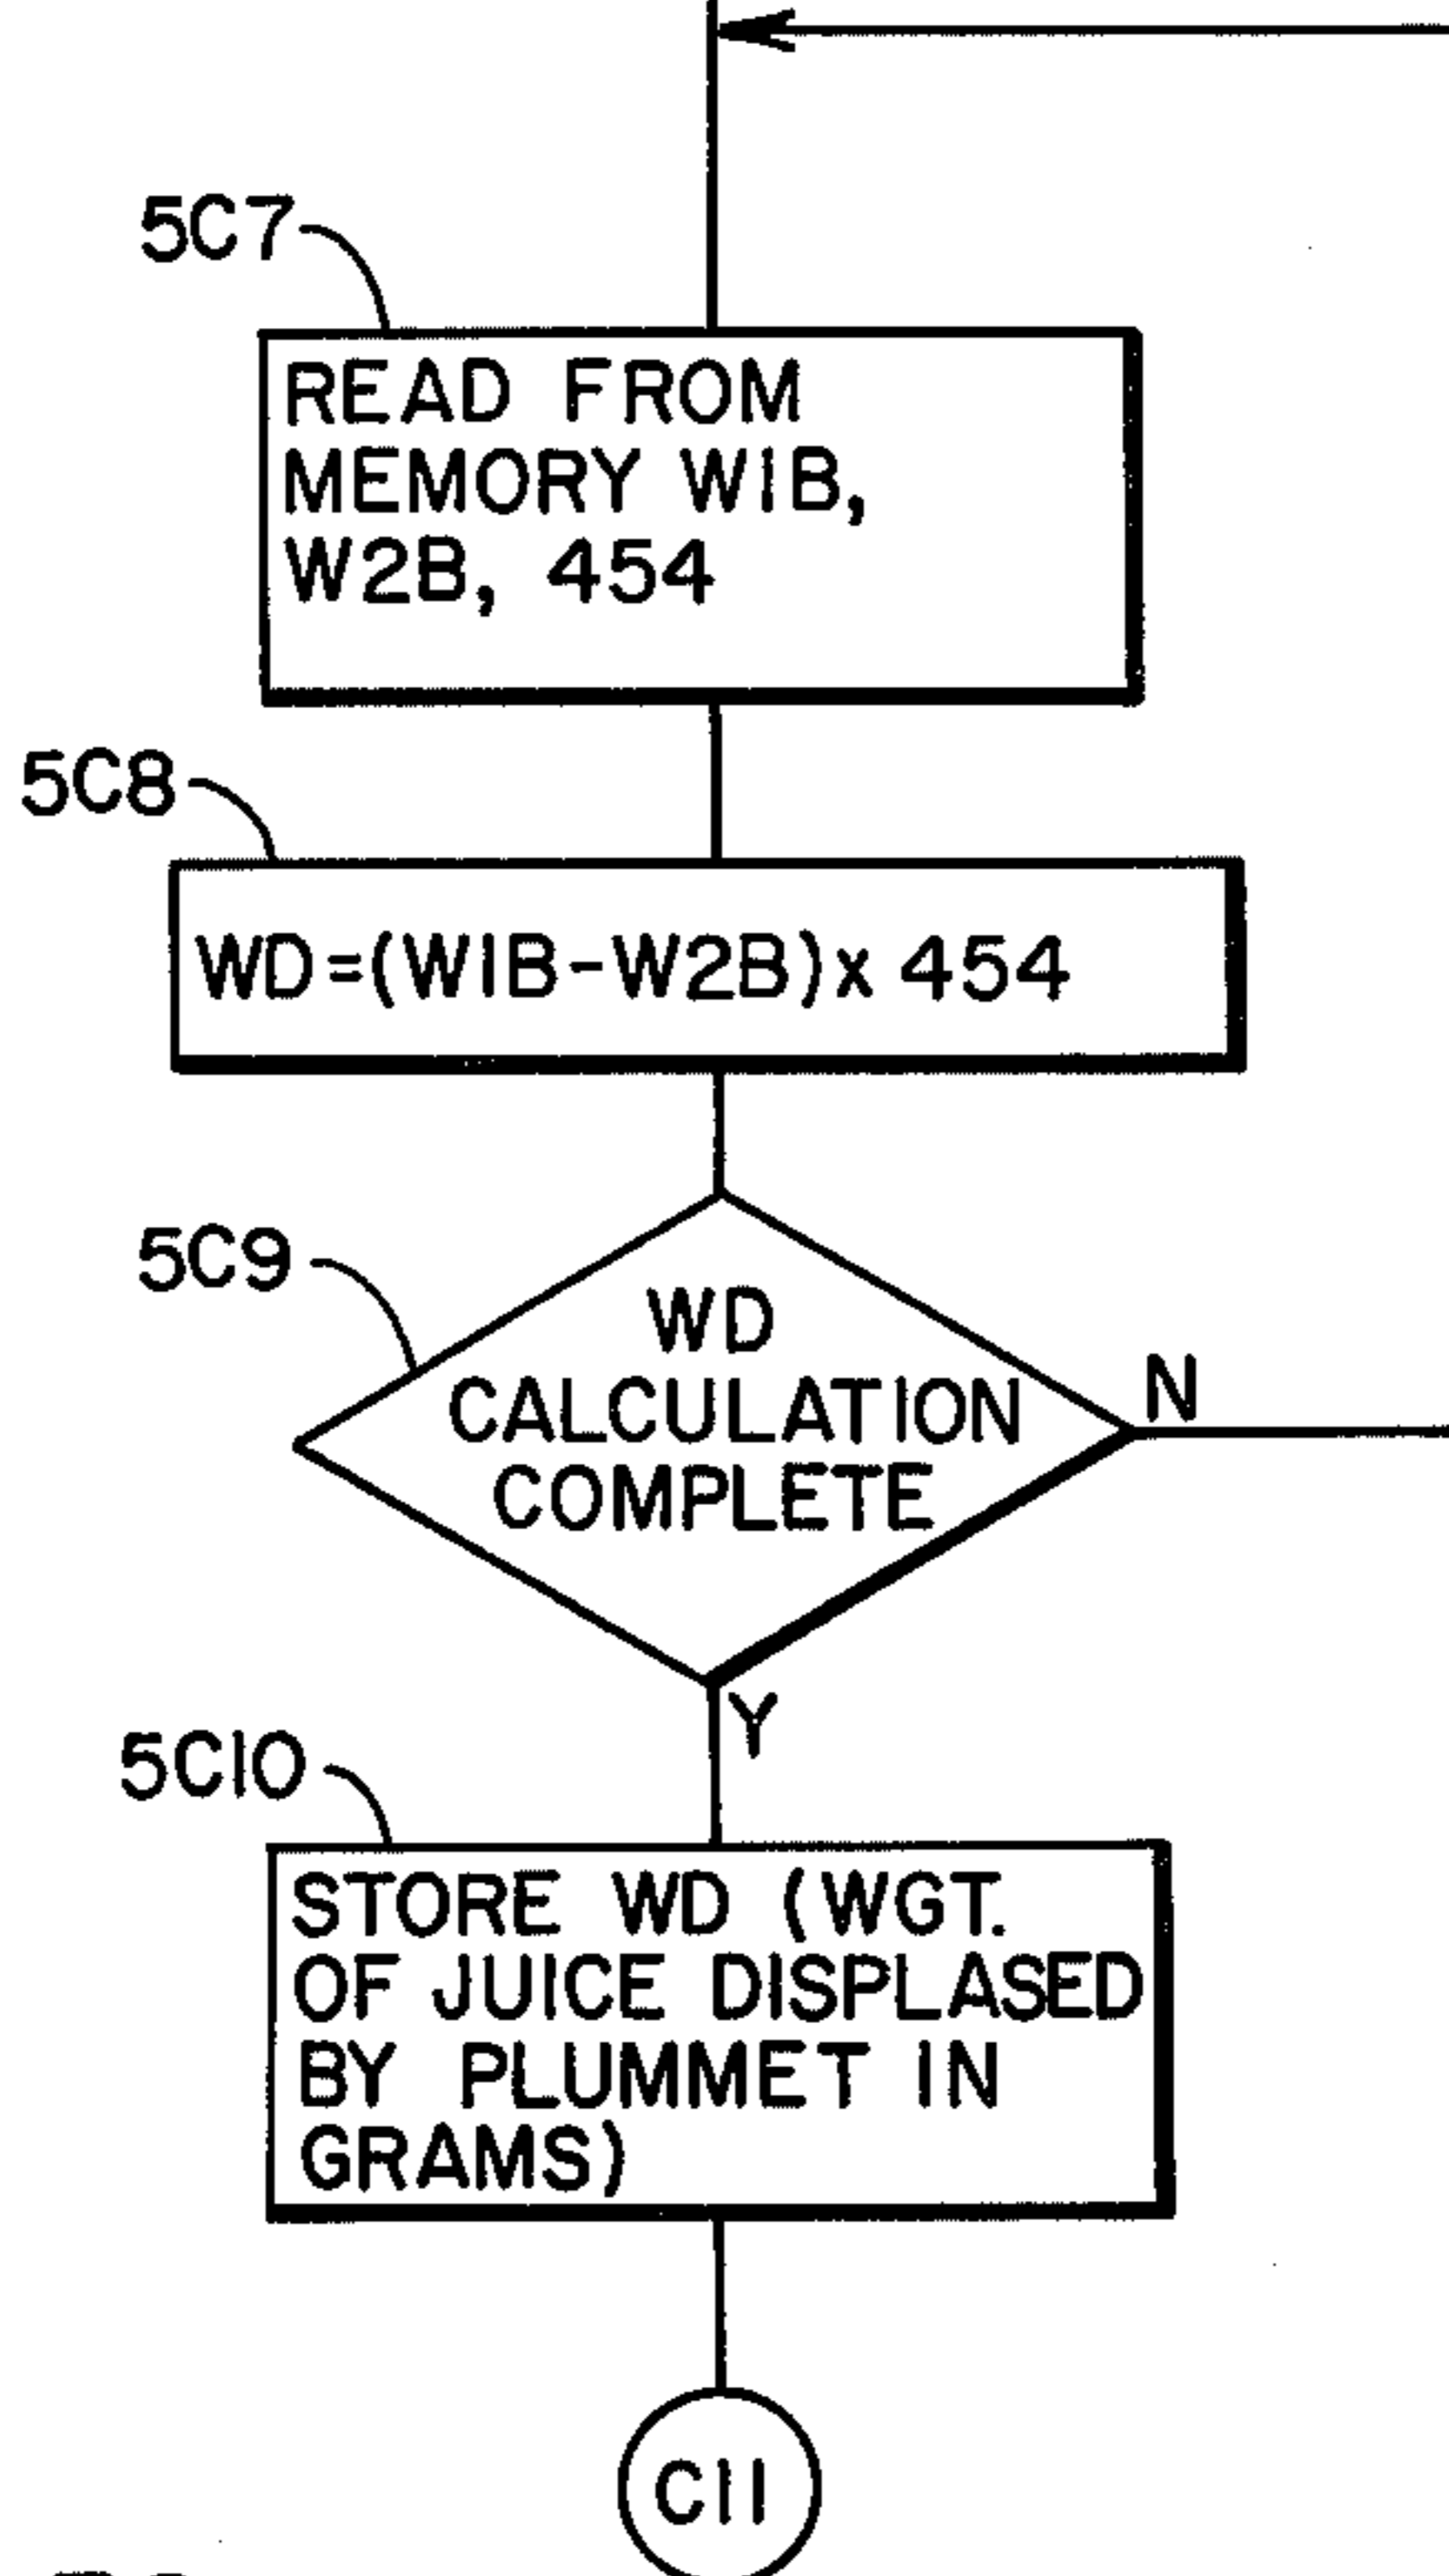 5C7
READ FROM
MEMORY W1B,
W2B, 454
5C8
WD=(W1B-W2B)x 454
5C9
WD
CALCULATION
COMPLETE
N
Y
5C10
STORE WD (WGT.
OF JUICE DISPLASED
BY PLUMMET IN
GRAMS)
C11